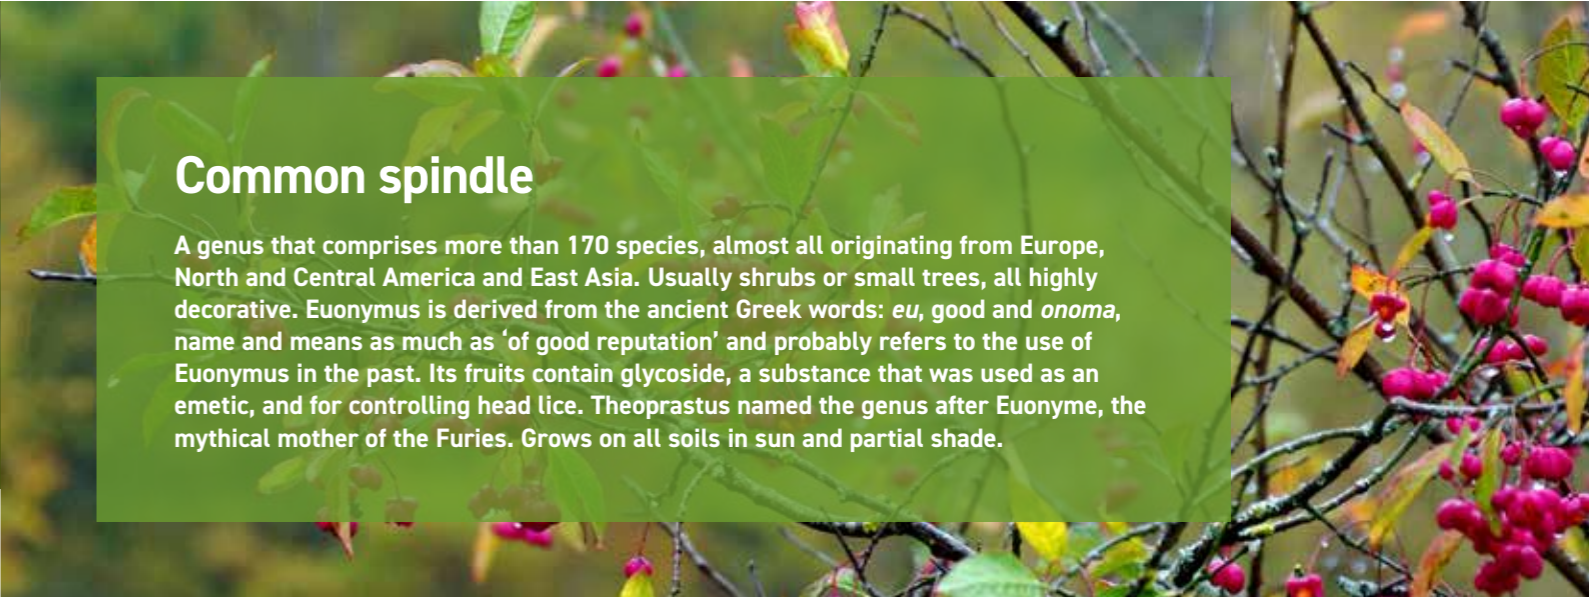 Common spindle
A genus that comprises more than 170 species, almost all originating from Europe,
North and Central America and East Asia. Usually shrubs or small trees, all highly
decorative. Euonymus is derived from the ancient Greek words: eu, good and onoma,
name and means as much as ‘of good reputation’ and probably refers to the use of
Euonymus in the past. Its fruits contain glycoside, a substance that was used as an
emetic, and for controlling head lice. Theoprastus named the genus after Euonyme, the
mythical mother of the Furies. Grows on all soils in sun and partial shade.